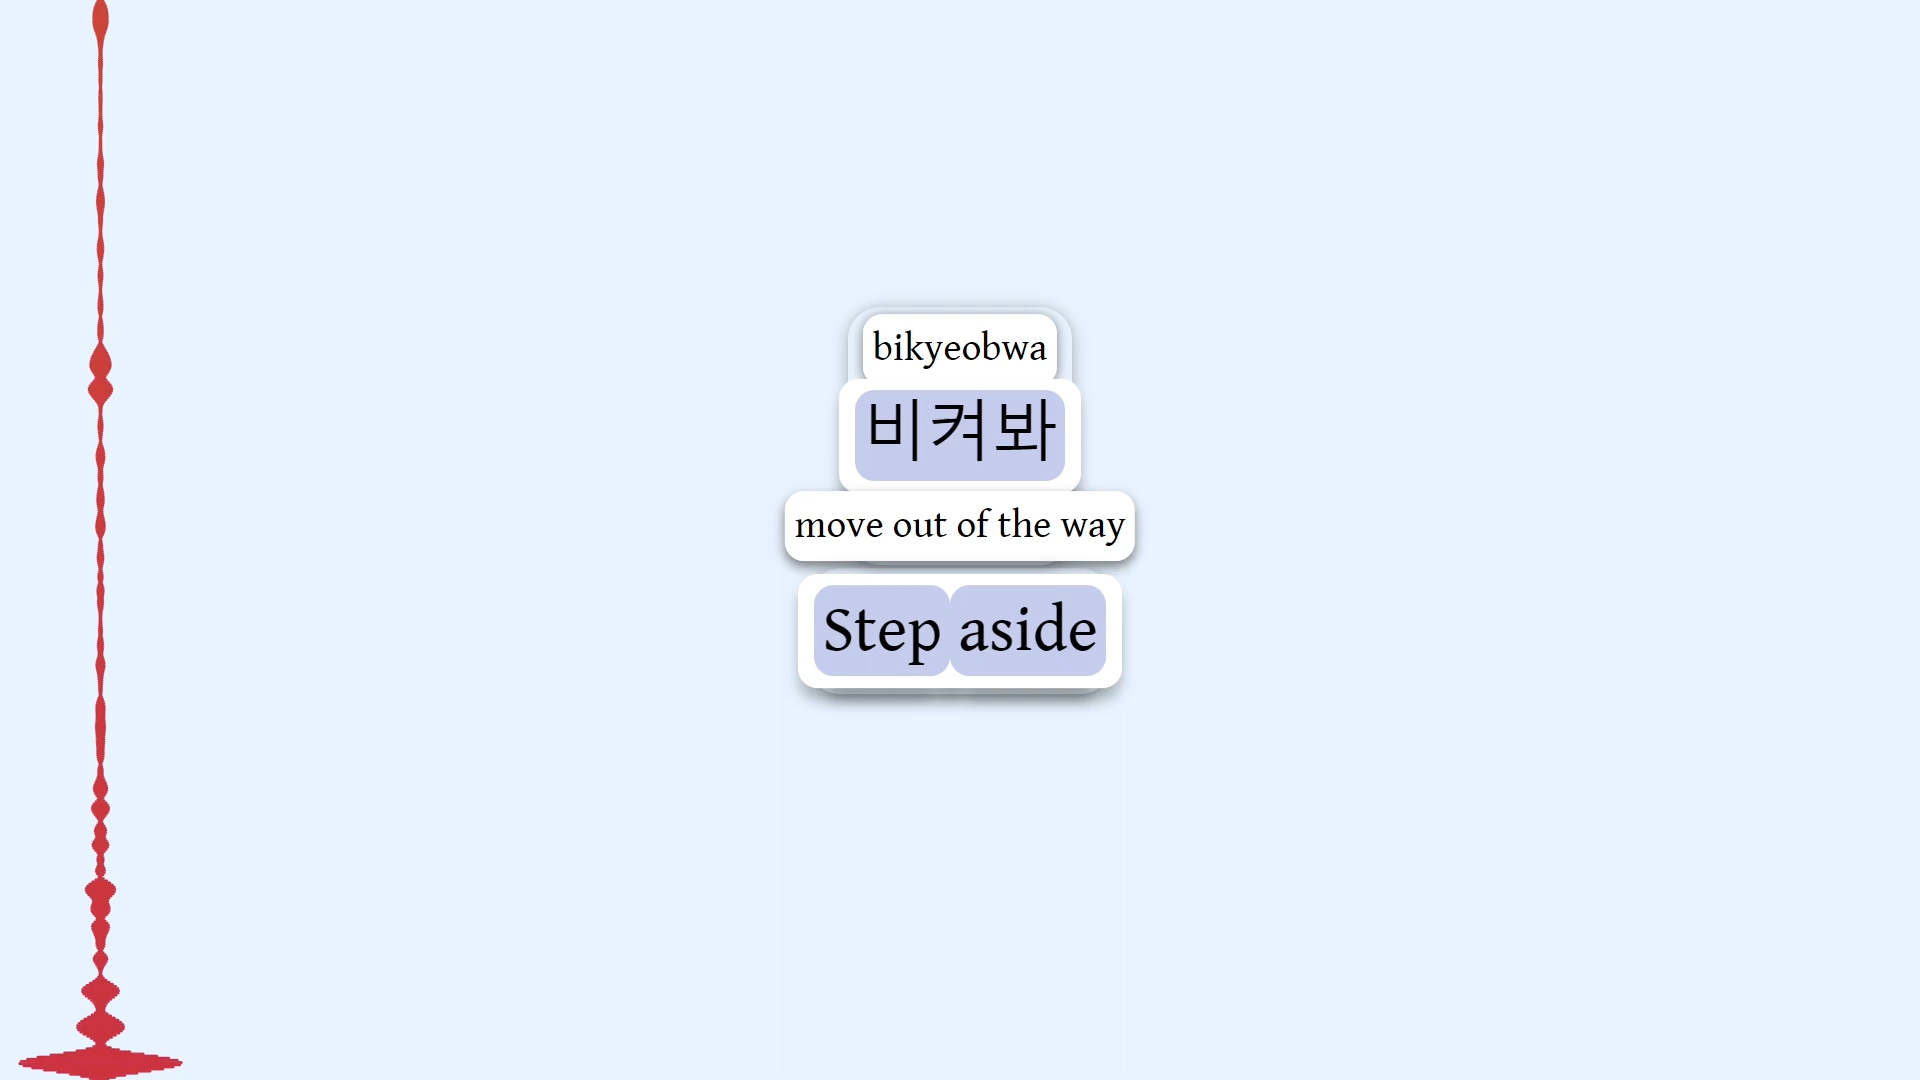 bikyeobwa
비켜봐
move out of the way
Step aside